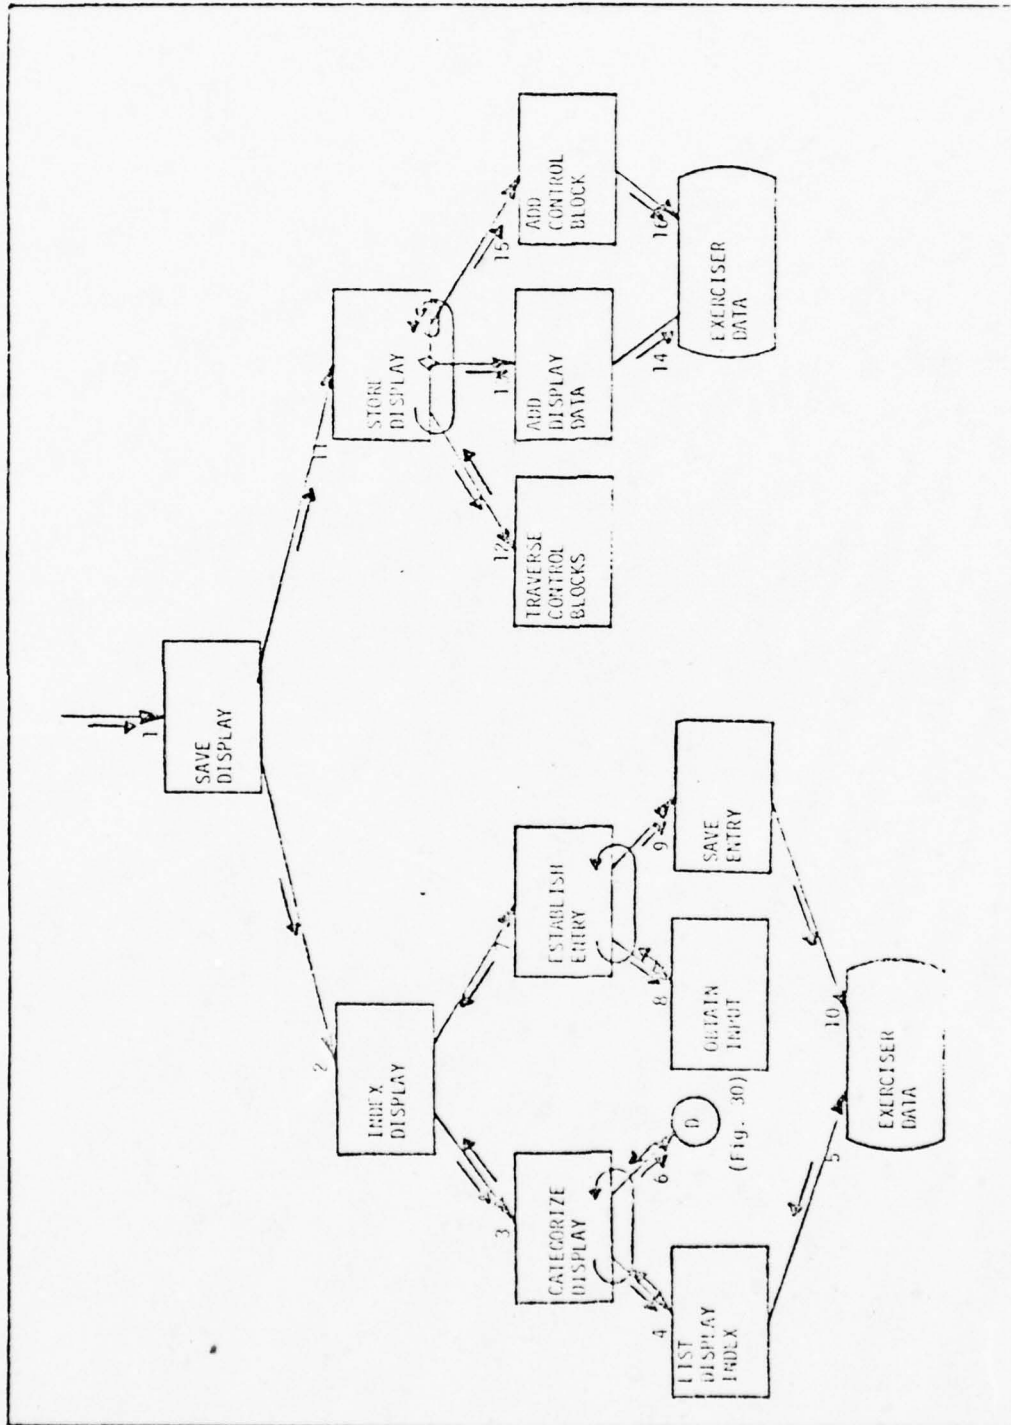 1
SAVE
DISPLAY
2
INDEX
DISPLAY
11
STORE
DISPLAY
3
CATEGORIZE
DISPLAY
7
ESTABLISH
ENTRY
12
TRAVERSE
CONTROL
BLOCKS
ADD
DISPLAY
DATA
15
ADD
CONTROL
BLOCK
4
LIST
DISPLAY
INDEX
6
D
(Fig. 30)
8
OBTAIN
INPUT
9
SAVE
ENTRY
14
16
EXERCISER
DATA
5
10
EXERCISER
DATA